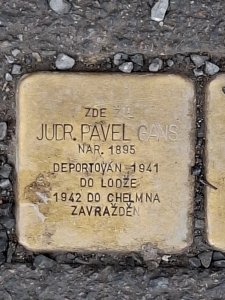 ZDE ŽIL
JUDR. PAVEL GANS
NAR. 1895
DEPORTOVÁN 1941
DO LODŽE
1942 DO CHELMNA
ZAVRAŽDĚN